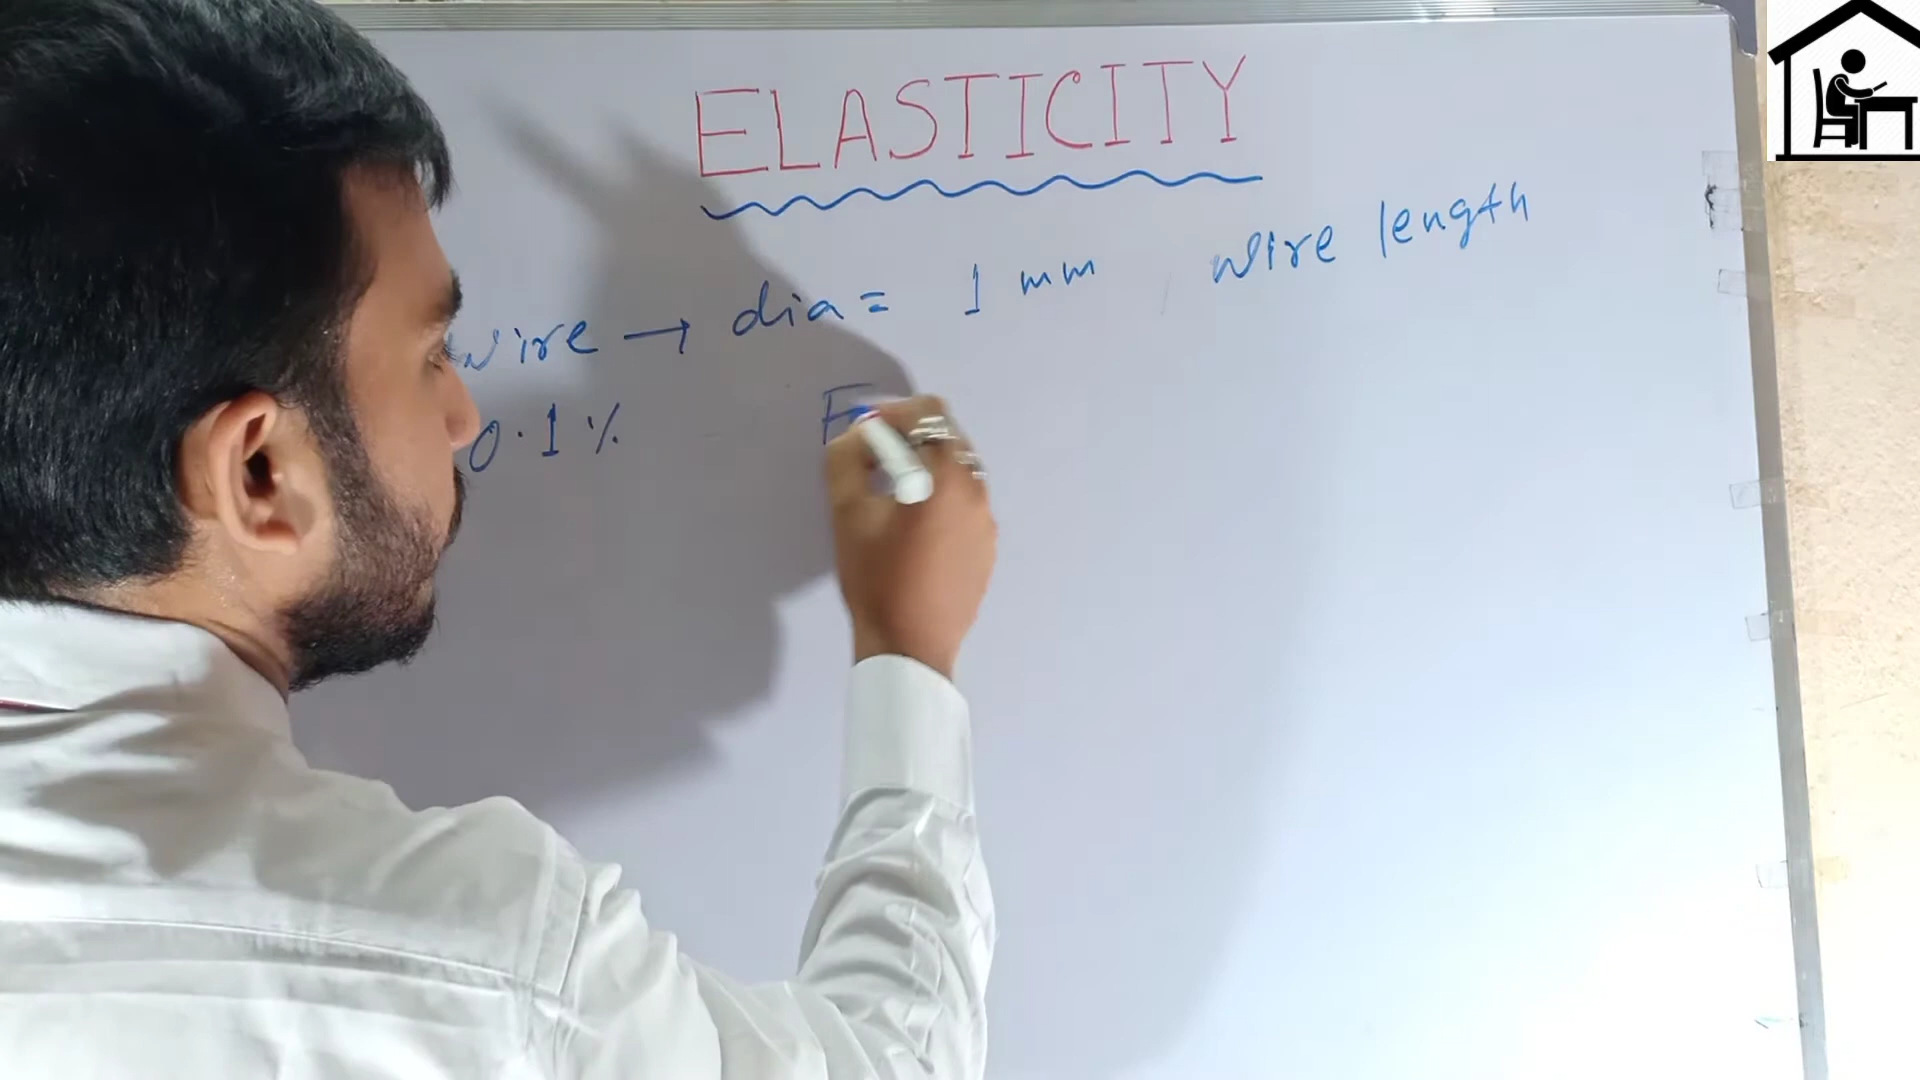 ELASTICITY
wire → dia = 1 mm, wire length
0.1 % F